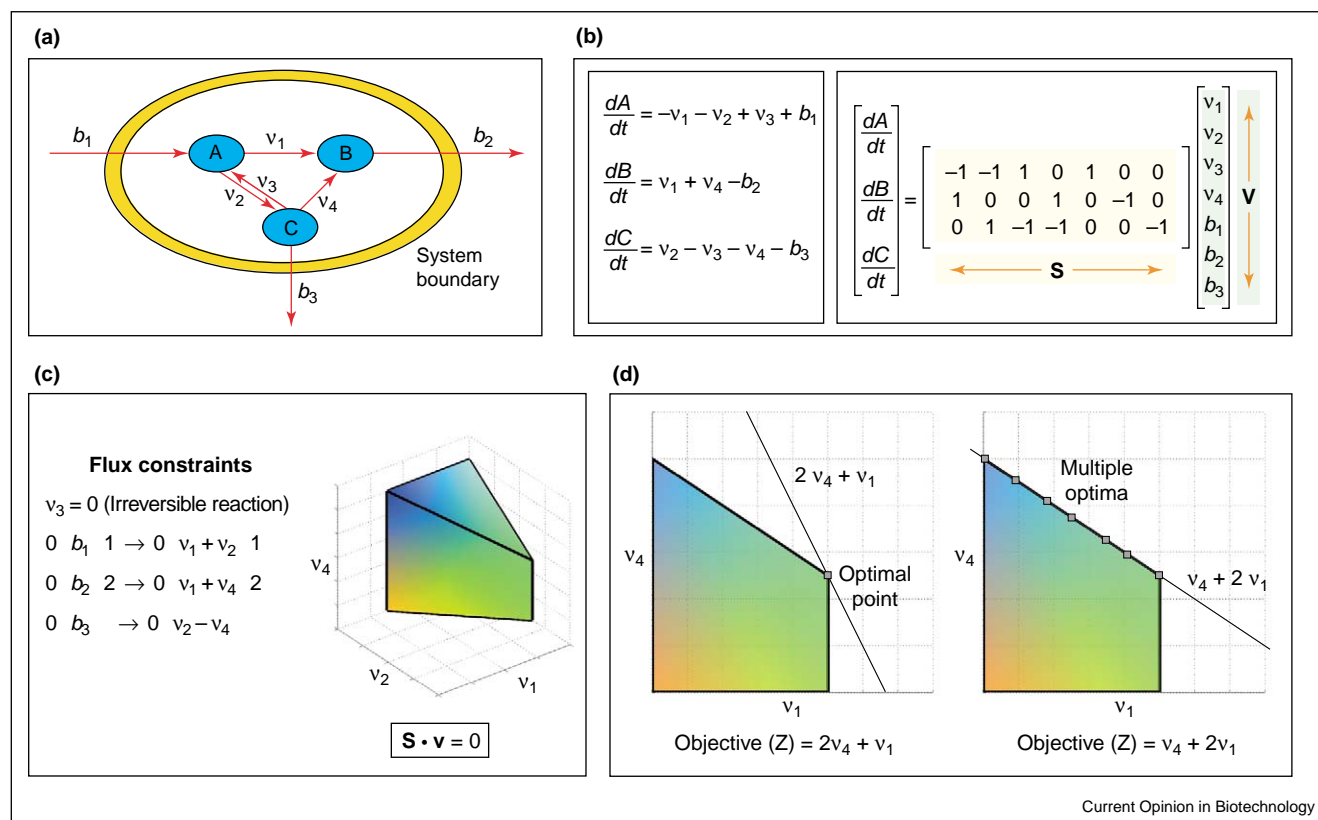 (a)
b1
A
ν1
B
b2
ν3
ν2
ν4
C
System
boundary
b3
(b)
dA/dt = –ν1 – ν2 + ν3 + b1
dB/dt = ν1 + ν4 –b2
dC/dt = ν2 – ν3 – ν4 – b3
dA/dt
dB/dt
dC/dt
=
–1 –1 1 0 1 0 0
1 0 0 1 0 –1 0
0 1 –1 –1 0 0 –1
S
ν1
ν2
ν3
ν4
b1
b2
b3
V
(c)
Flux constraints
ν3 = 0 (Irreversible reaction)
0 b1 1 → 0 ν1 + ν2 1
0 b2 2 → 0 ν1 + ν4 2
0 b3 → 0 ν2 – ν4
ν4
ν2
ν1
S • v = 0
(d)
2 ν4 + ν1
ν4
Optimal
point
ν1
Objective (Z) = 2ν4 + ν1
Multiple
optima
ν4
ν4 + 2 ν1
ν1
Objective (Z) = ν4 + 2ν1
Current Opinion in Biotechnology